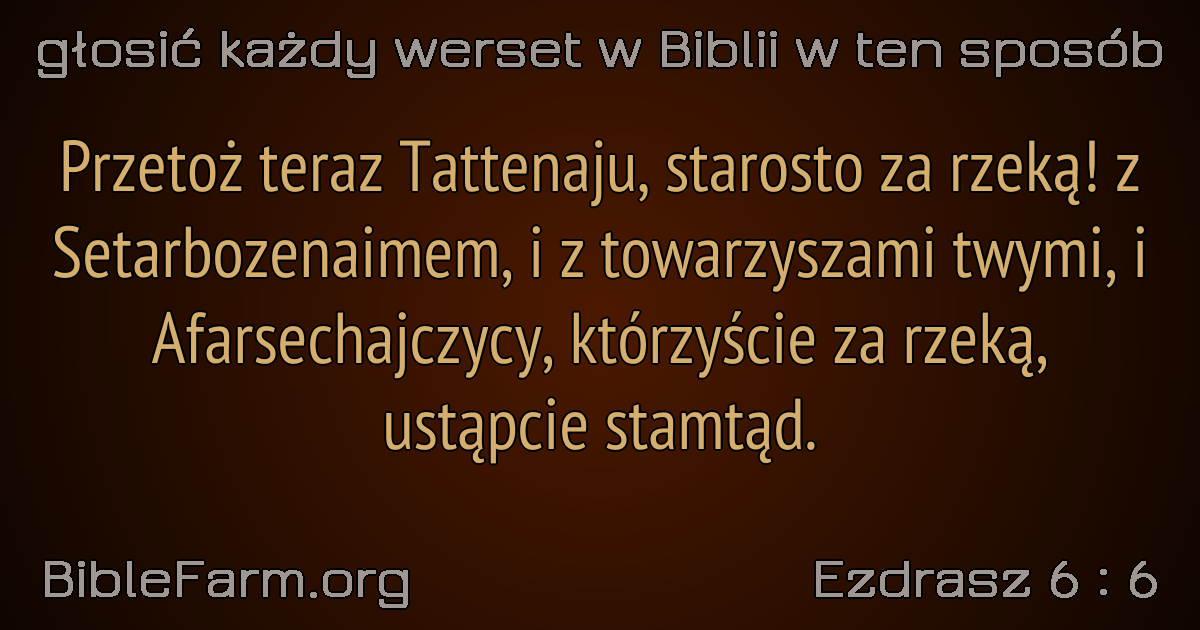 głosić każdy werset w Biblii w ten sposób
Przetoż teraz Tattenaju, starosto za rzeką! z
Setarbozenaimem, i z towarzyszami twymi, i
Afarsechajczycy, którzyście za rzeką,
ustąpcie stamtąd.
BibleFarm.org
Ezdrasz 6 : 6